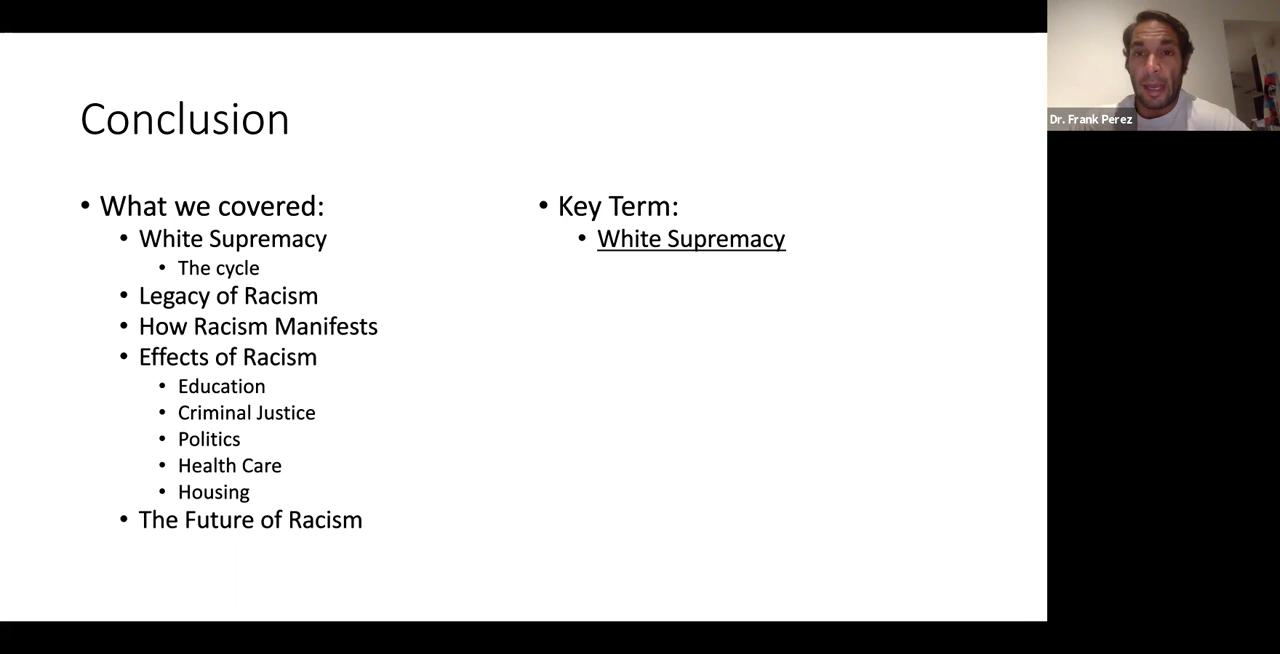 Conclusion
• What we covered:
• White Supremacy
• The cycle
• Legacy of Racism
• How Racism Manifests
• Effects of Racism
• Education
• Criminal Justice
• Politics
• Health Care
• Housing
• The Future of Racism
• Key Term:
• White Supremacy
Dr. Frank Perez